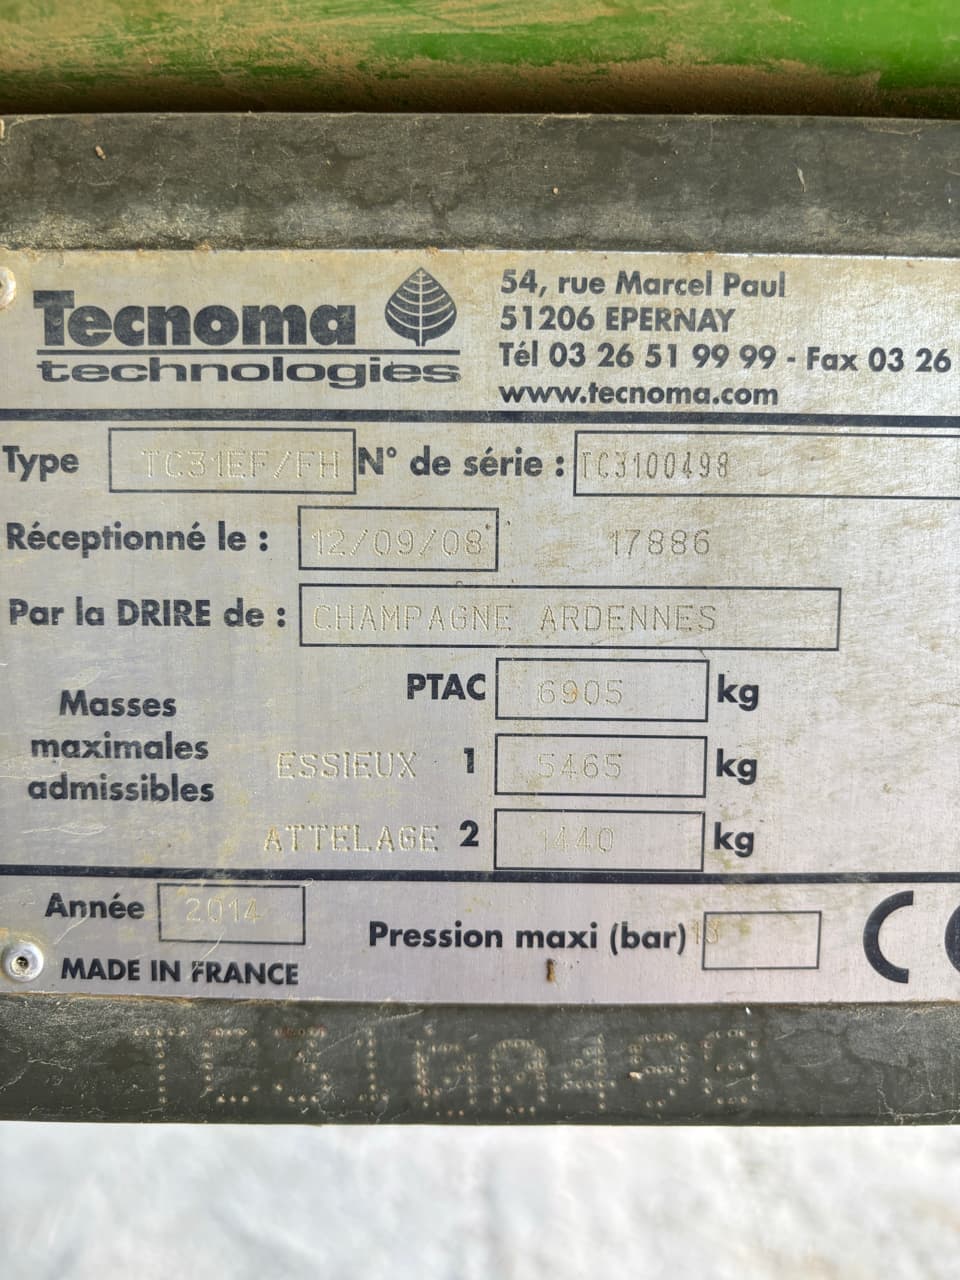 Tecnoma
technologies
54, rue Marcel Paul
51206 EPERNAY
Tél 03 26 51 99 99 - Fax 03 26
www.tecnoma.com
Type TC31EF/FH N° de série : TC3100498
Réceptionné le : 12/09/08 17886
Par la DRIRE de : CHAMPAGNE ARDENNES
Masses maximales admissibles
PTAC 6905 kg
ESSIEUX 1 5465 kg
ATTELAGE 2 1440 kg
Année 2014
Pression maxi (bar)
MADE IN FRANCE
CE
TC3100498